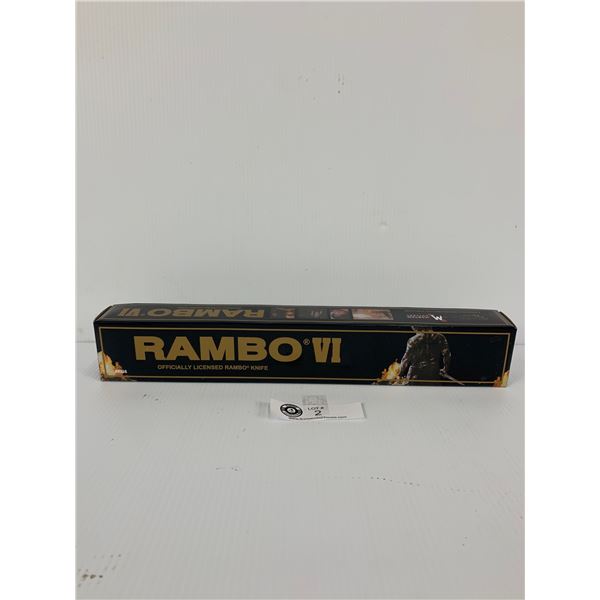 RAMBO VI
RAMBO® VI
OFFICIALLY LICENSED RAMBO® KNIFE
LOT #
2